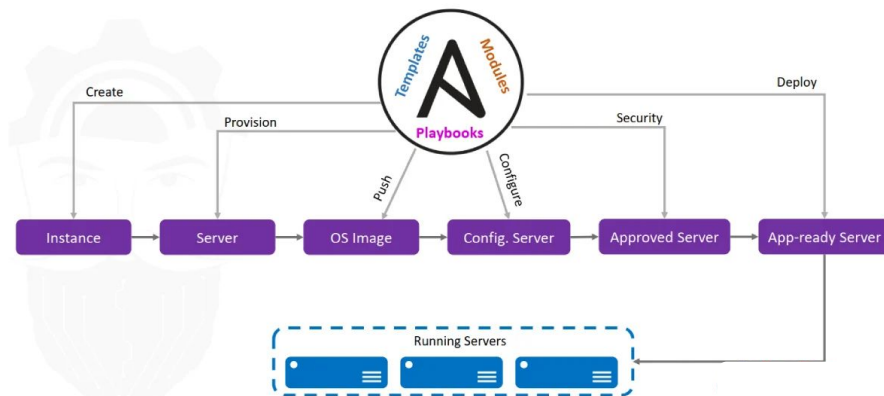 Templates
Modules
Playbooks
Create
Provision
Push
Configure
Security
Deploy
Instance
Server
OS Image
Config. Server
Approved Server
App-ready Server
Running Servers